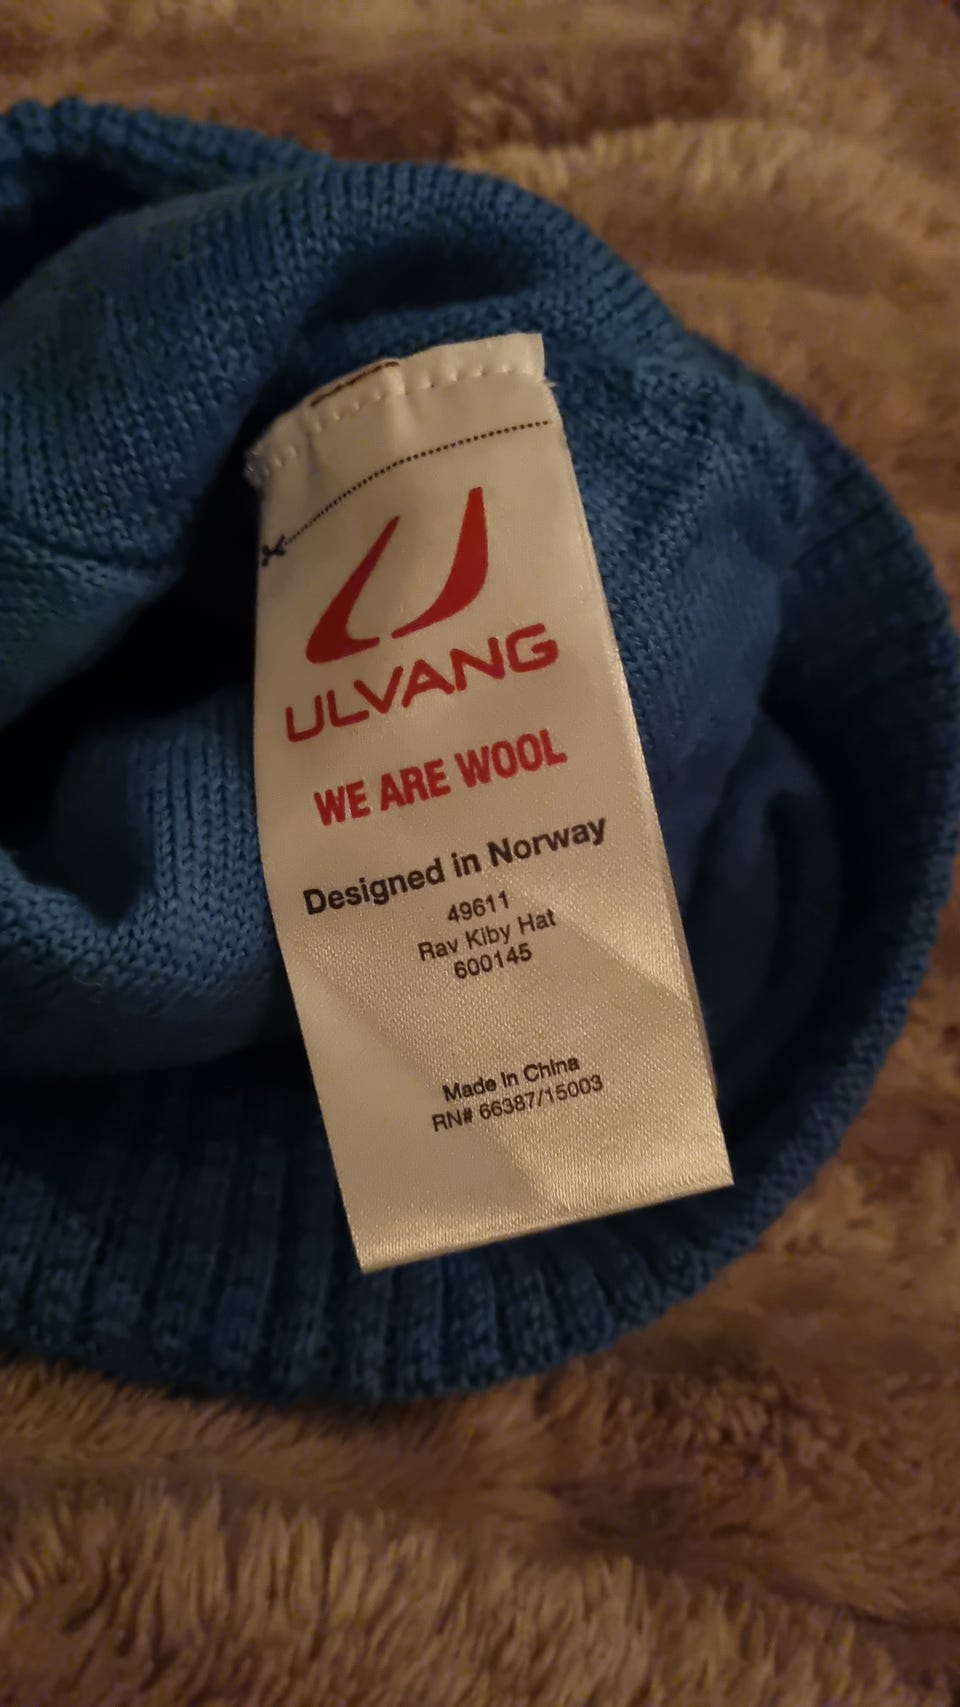 ULVANG
WE ARE WOOL
Designed in Norway
49611
Rav Kiby Hat
600145
Made in China
RN# 66387/15003